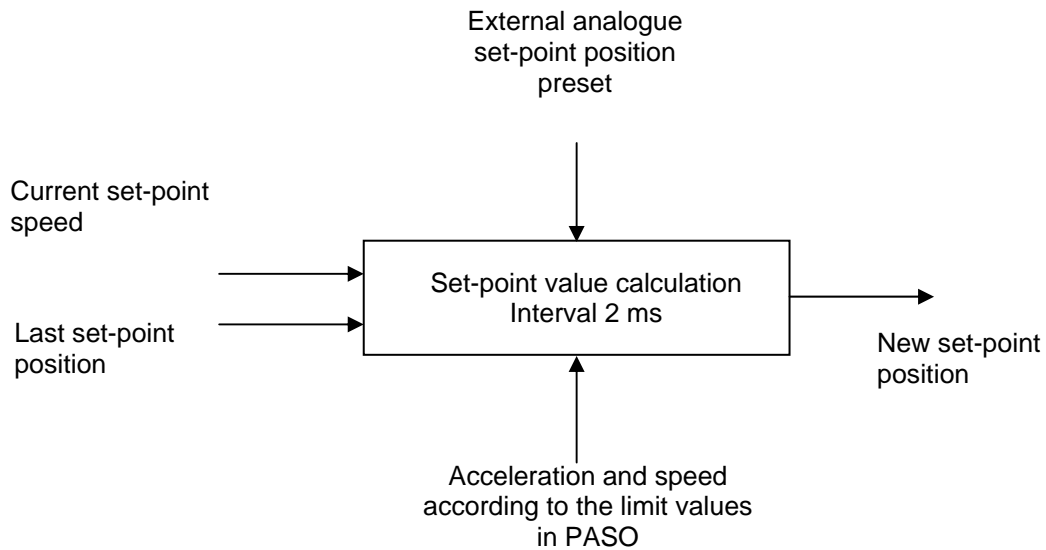 External analogue
set-point position
preset
Current set-point
speed
Set-point value calculation
Interval 2 ms
Last set-point
position
New set-point
position
Acceleration and speed
according to the limit values
in PASO